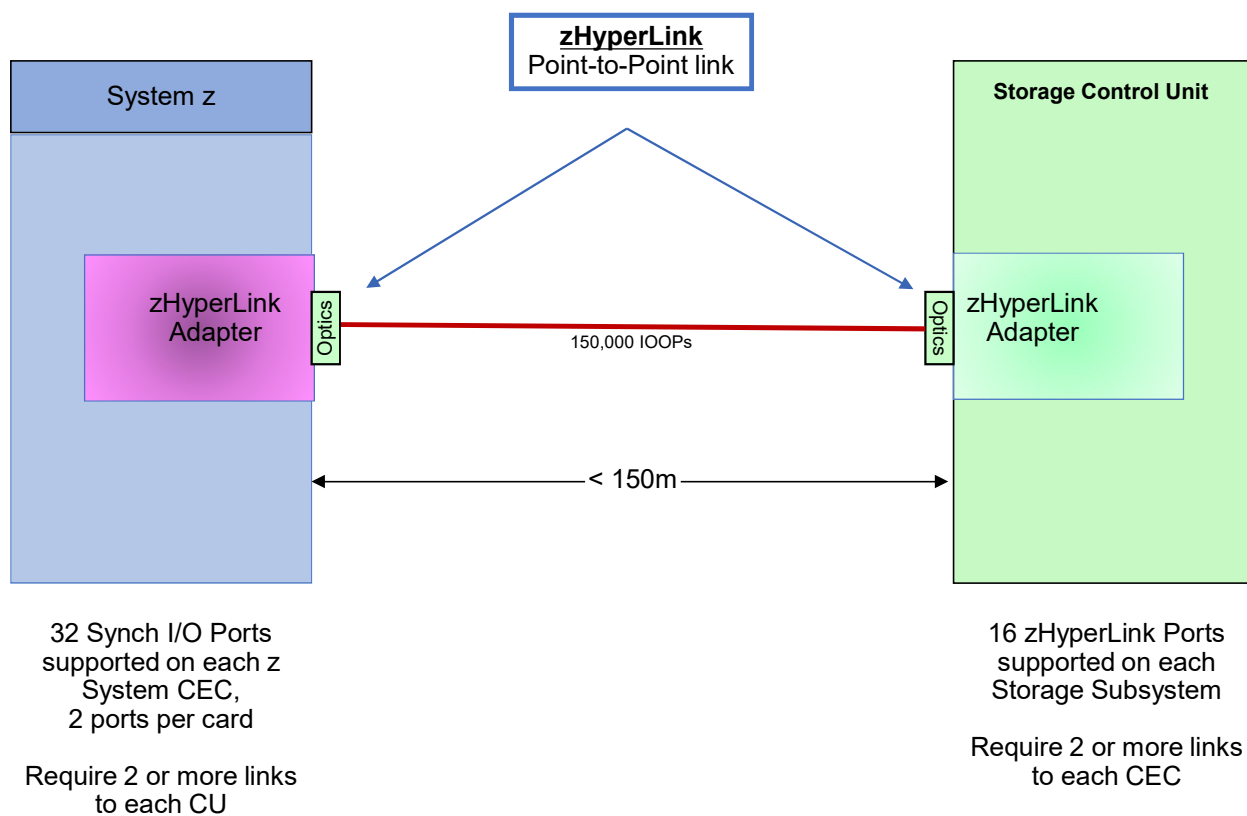 zHyperLink
Point-to-Point link
System z
Storage Control Unit
zHyperLink
Adapter
Optics
150,000 IOOPs
Optics
zHyperLink
Adapter
< 150m
32 Synch I/O Ports
supported on each z
System CEC,
2 ports per card
Require 2 or more links
to each CU
16 zHyperLink Ports
supported on each
Storage Subsystem
Require 2 or more links
to each CEC